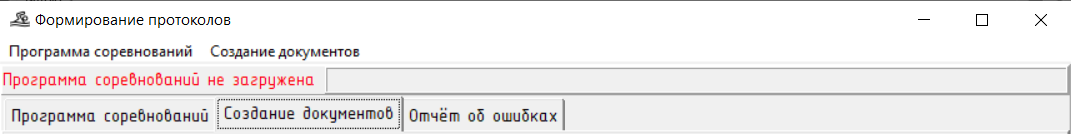 Формирование протоколов
Программа соревнований Создание документов
Программа соревнований не загружена
Программа соревнований Создание документов Отчёт об ошибках